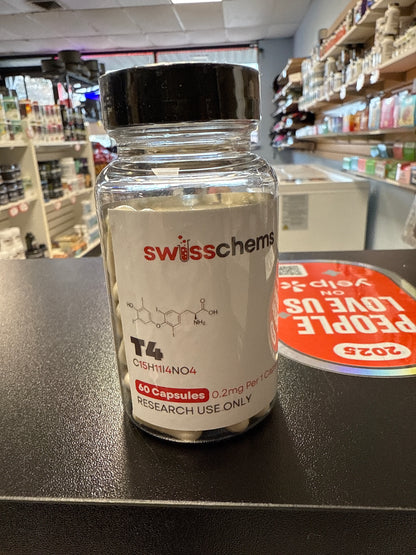 swisschems
HO
O
O
OH
NH₂
T4
C15H11I4NO4
60 Capsules 0.2mg Per 1 Caps
RESEARCH USE ONLY
PEOPLE
LOVE US
ON
yelp
2025